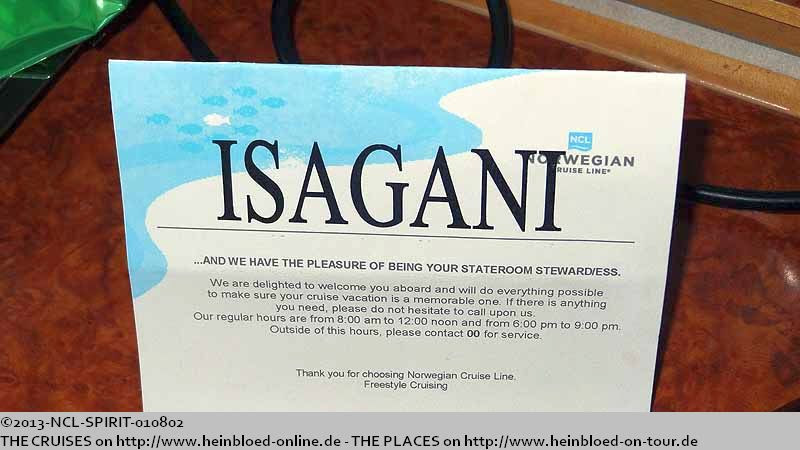 NCL
NORWEGIAN
CRUISE LINE®
ISAGANI
...AND WE HAVE THE PLEASURE OF BEING YOUR STATEROOM STEWARD/ESS.
We are delighted to welcome you aboard and will do everything possible
to make sure your cruise vacation is a memorable one. If there is anything
you need, please do not hesitate to call upon us.
Our regular hours are from 8:00 am to 12:00 noon and from 6:00 pm to 9:00 pm.
Outside of this hours, please contact 00 for service.
Thank you for choosing Norwegian Cruise Line.
Freestyle Cruising
©2013-NCL-SPIRIT-010802
THE CRUISES on http://www.heinbloed-online.de - THE PLACES on http://www.heinbloed-on-tour.de